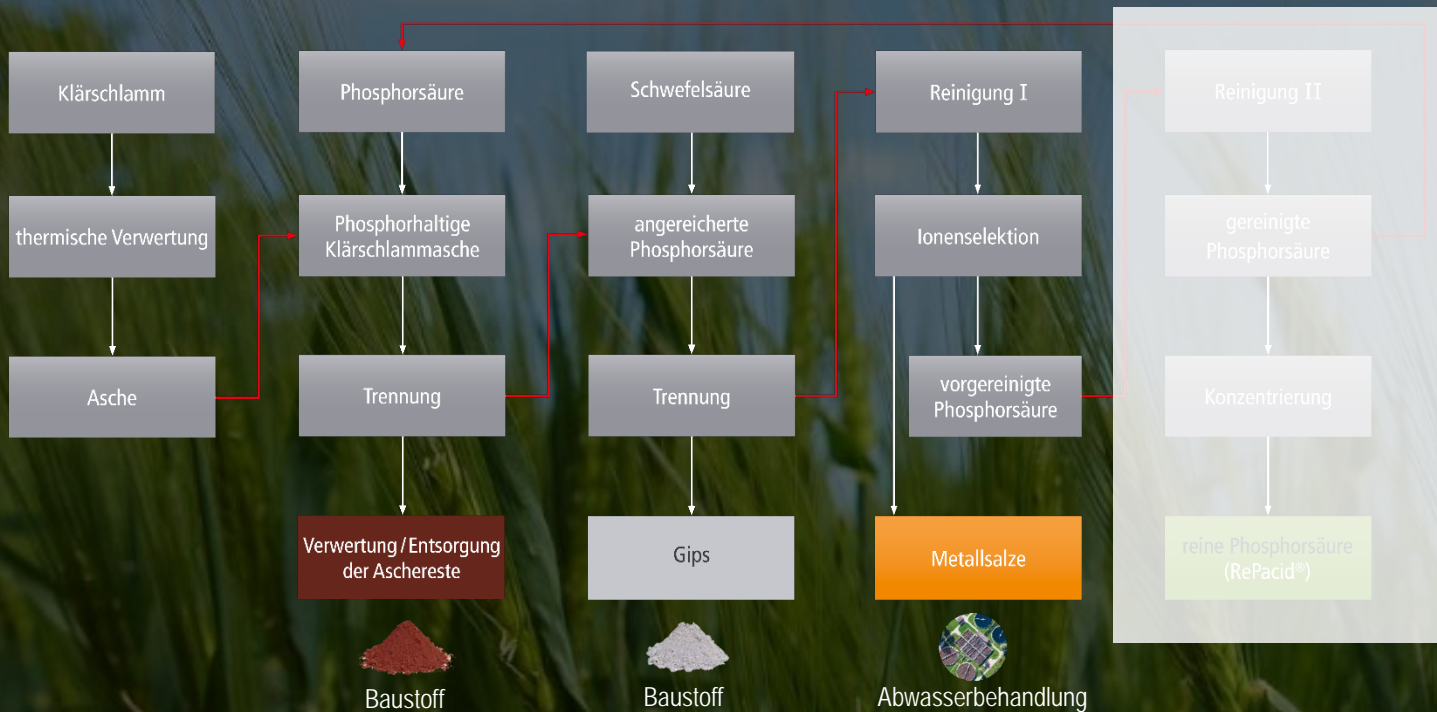 Klärschlamm
thermische Verwertung
Asche
Phosphorsäure
Phosphorhaltige
Klärschlammasche
Trennung
Verwertung / Entsorgung
der Aschereste
Baustoff
Schwefelsäure
angereicherte
Phosphorsäure
Trennung
Gips
Baustoff
Reinigung I
Ionenselektion
vorgereinigte
Phosphorsäure
Metallsalze
Abwasserbehandlung
Reinigung II
gereinigte
Phosphorsäure
Konzentrierung
reine Phosphorsäure
(RePacid®)